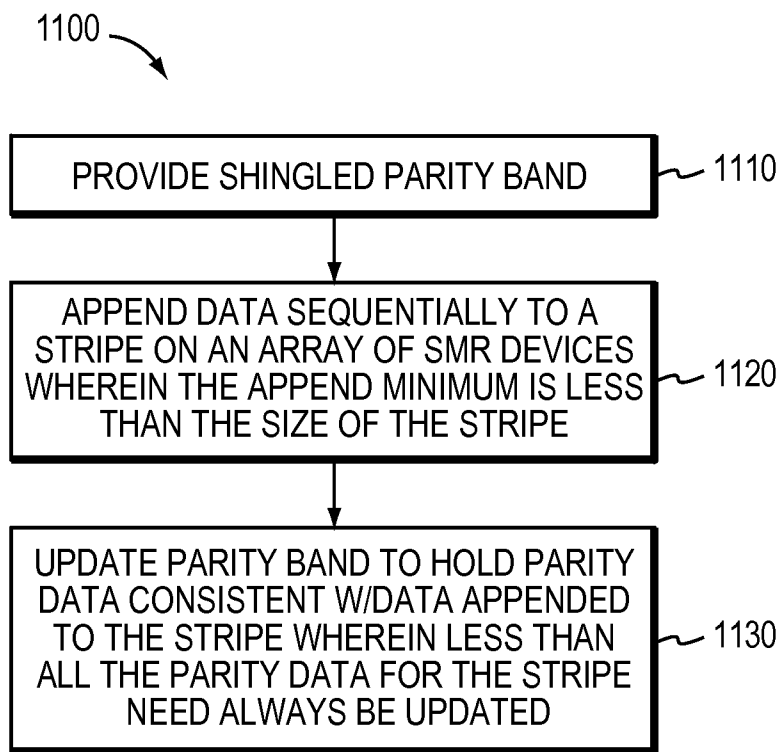 1100
PROVIDE SHINGLED PARITY BAND
1110
APPEND DATA SEQUENTIALLY TO A
STRIPE ON AN ARRAY OF SMR DEVICES
WHEREIN THE APPEND MINIMUM IS LESS
THAN THE SIZE OF THE STRIPE
1120
UPDATE PARITY BAND TO HOLD PARITY
DATA CONSISTENT W/DATA APPENDED
TO THE STRIPE WHEREIN LESS THAN
ALL THE PARITY DATA FOR THE STRIPE
NEED ALWAYS BE UPDATED
1130